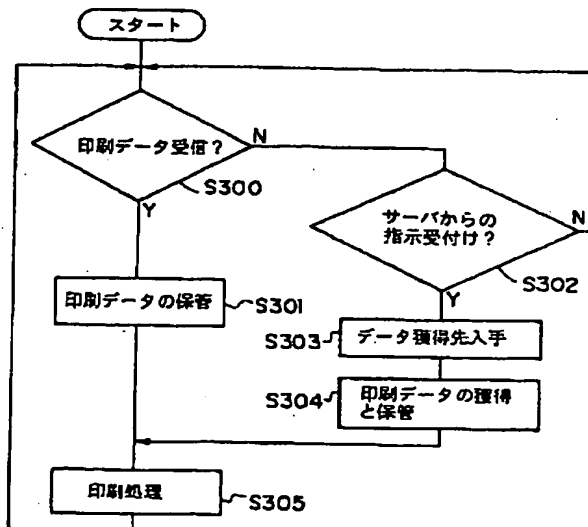 スタート
印刷データ受信?
N
S300
Y
サーバからの
指示受付け?
N
S302
Y
印刷データの保管
S301
S303
データ獲得先入手
S304
印刷データの獲得
と保管
印刷処理
S305